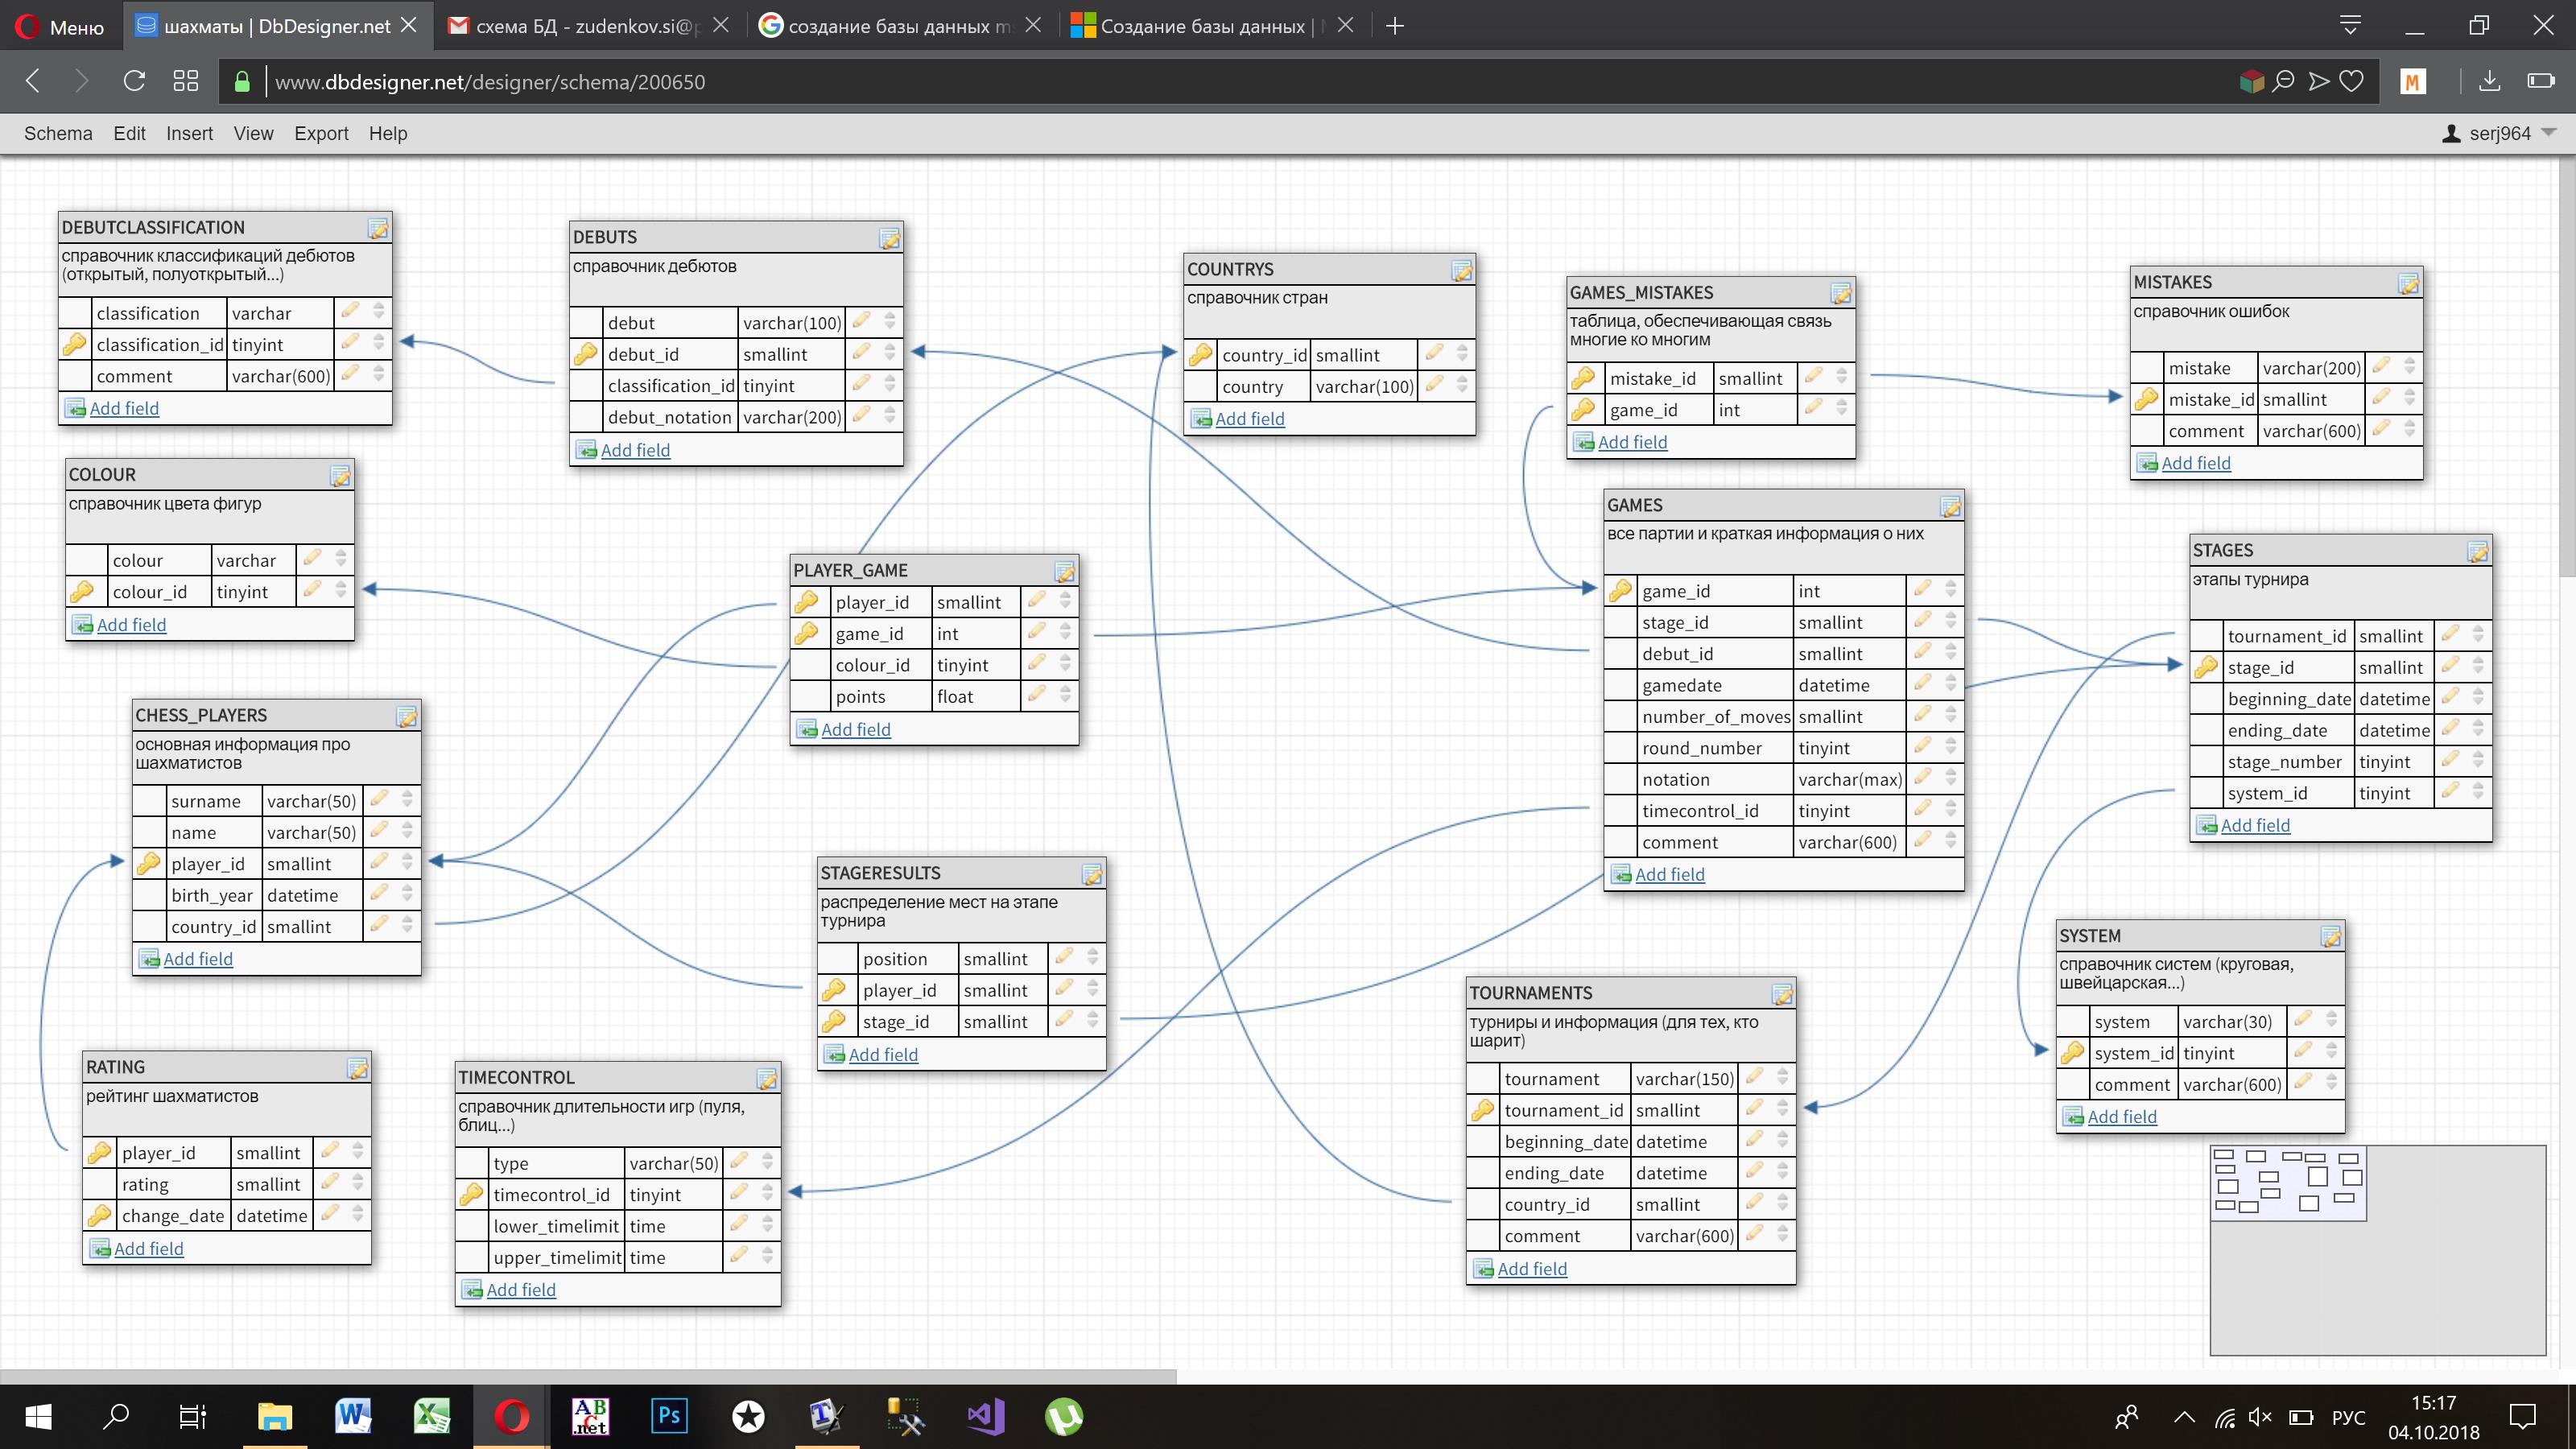 Меню
шахматы | DbDesigner.net
схема БД - zudenkov.si@
создание базы данных m
Создание базы данных |
www.dbdesigner.net/designer/schema/200650
Schema Edit Insert View Export Help
serj964
DEBUTCLASSIFICATION
справочник классификаций дебютов
(открытый, полуоткрытый...)
classification varchar
classification_id tinyint
comment varchar(600)
Add field
DEBUTS
справочник дебютов
debut varchar(100)
debut_id smallint
classification_id tinyint
debut_notation varchar(200)
Add field
COUNTRYS
справочник стран
country_id smallint
country varchar(100)
Add field
GAMES_MISTAKES
таблица, обеспечивающая связь
многие ко многим
mistake_id smallint
game_id int
Add field
MISTAKES
справочник ошибок
mistake varchar(200)
mistake_id smallint
comment varchar(600)
Add field
COLOUR
справочник цвета фигур
colour varchar
colour_id tinyint
Add field
PLAYER_GAME
player_id smallint
game_id int
colour_id tinyint
points float
Add field
GAMES
все партии и краткая информация о них
game_id int
stage_id smallint
debut_id smallint
gamedate datetime
number_of_moves smallint
round_number tinyint
notation varchar(max)
timecontrol_id tinyint
comment varchar(600)
Add field
STAGES
этапы турнира
tournament_id smallint
stage_id smallint
beginning_date datetime
ending_date datetime
stage_number tinyint
system_id tinyint
Add field
CHESS_PLAYERS
основная информация про
шахматистов
surname varchar(50)
name varchar(50)
player_id smallint
birth_year datetime
country_id smallint
Add field
STAGERESULTS
распределение мест на этапе
турнира
position smallint
player_id smallint
stage_id smallint
Add field
SYSTEM
справочник систем (круговая,
швейцарская...)
system varchar(30)
system_id tinyint
comment varchar(600)
Add field
RATING
рейтинг шахматистов
player_id smallint
rating smallint
change_date datetime
Add field
TIMECONTROL
справочник длительности игр (пуля,
блиц...)
type varchar(50)
timecontrol_id tinyint
lower_timelimit time
upper_timelimit time
Add field
TOURNAMENTS
турниры и информация (для тех, кто
шарит)
tournament varchar(150)
tournament_id smallint
beginning_date datetime
ending_date datetime
country_id smallint
comment varchar(600)
Add field
РУС
15:17
04.10.2018